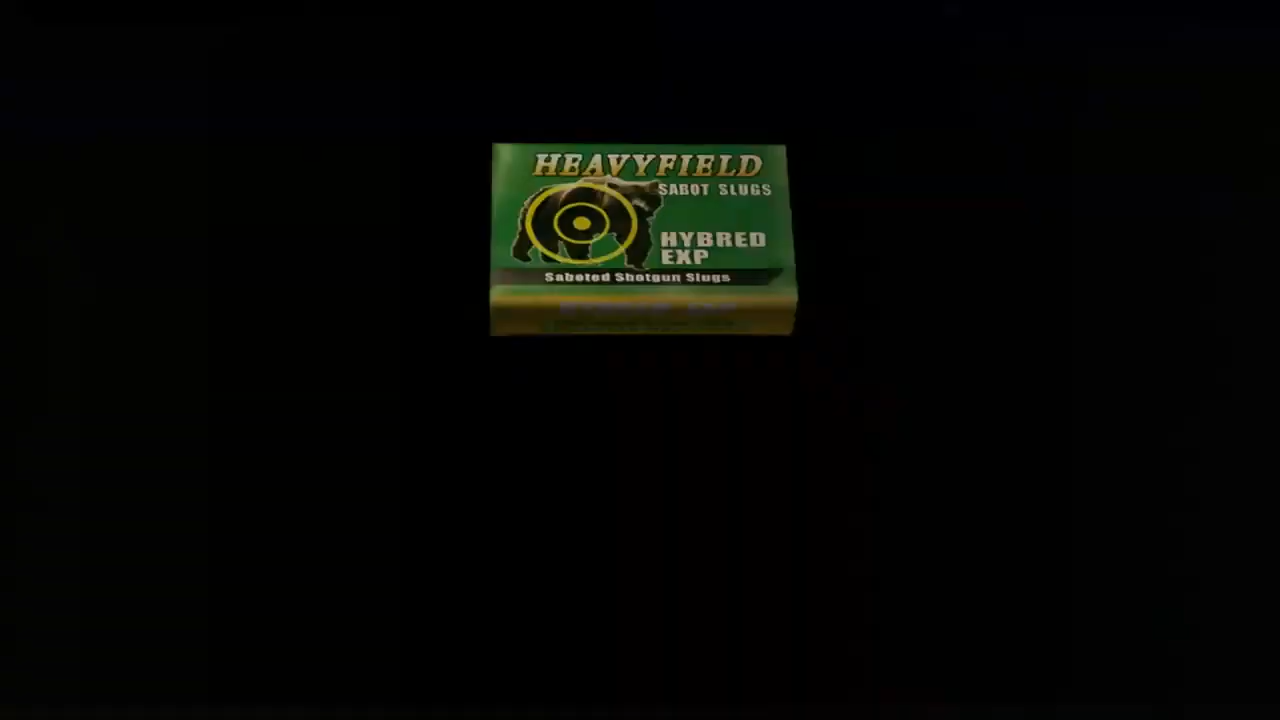 HEAVYFIELD
SABOT SLUGS
HYBRED
EXP
Saboted Shotgun Slugs